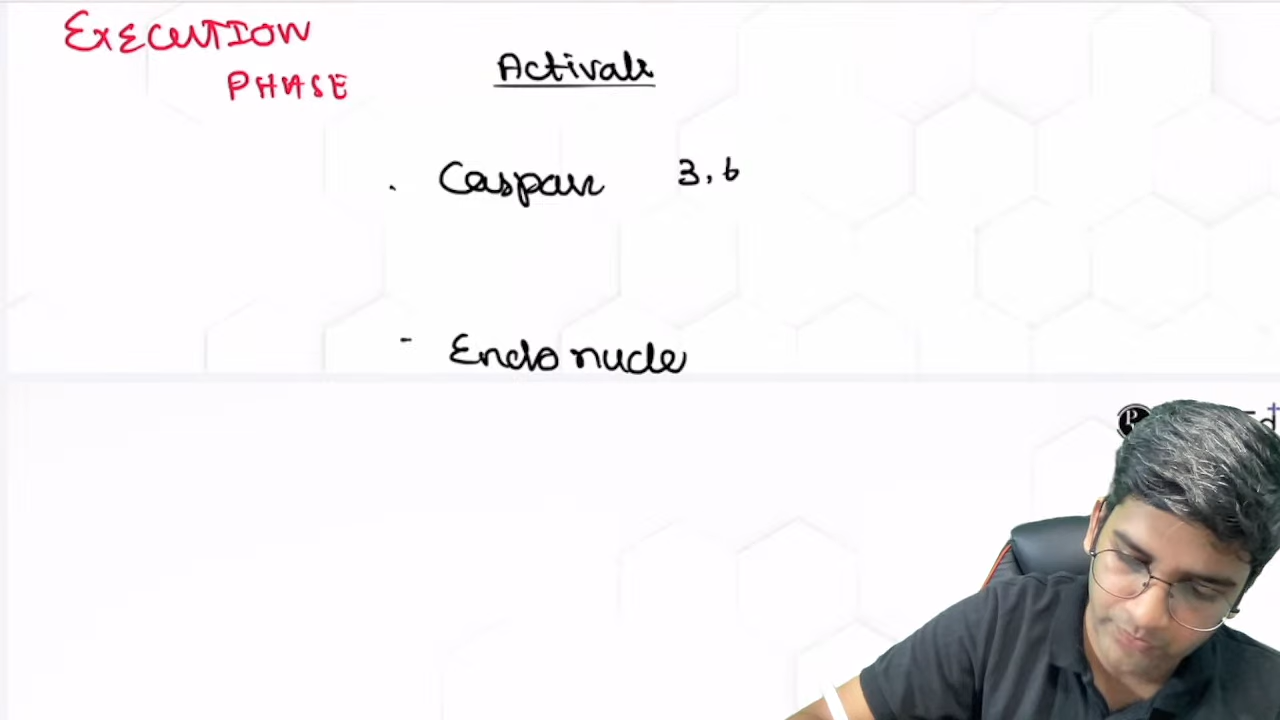 EXECUTION
PHASE
Activate
. Caspase 3, 6
- Endonucle